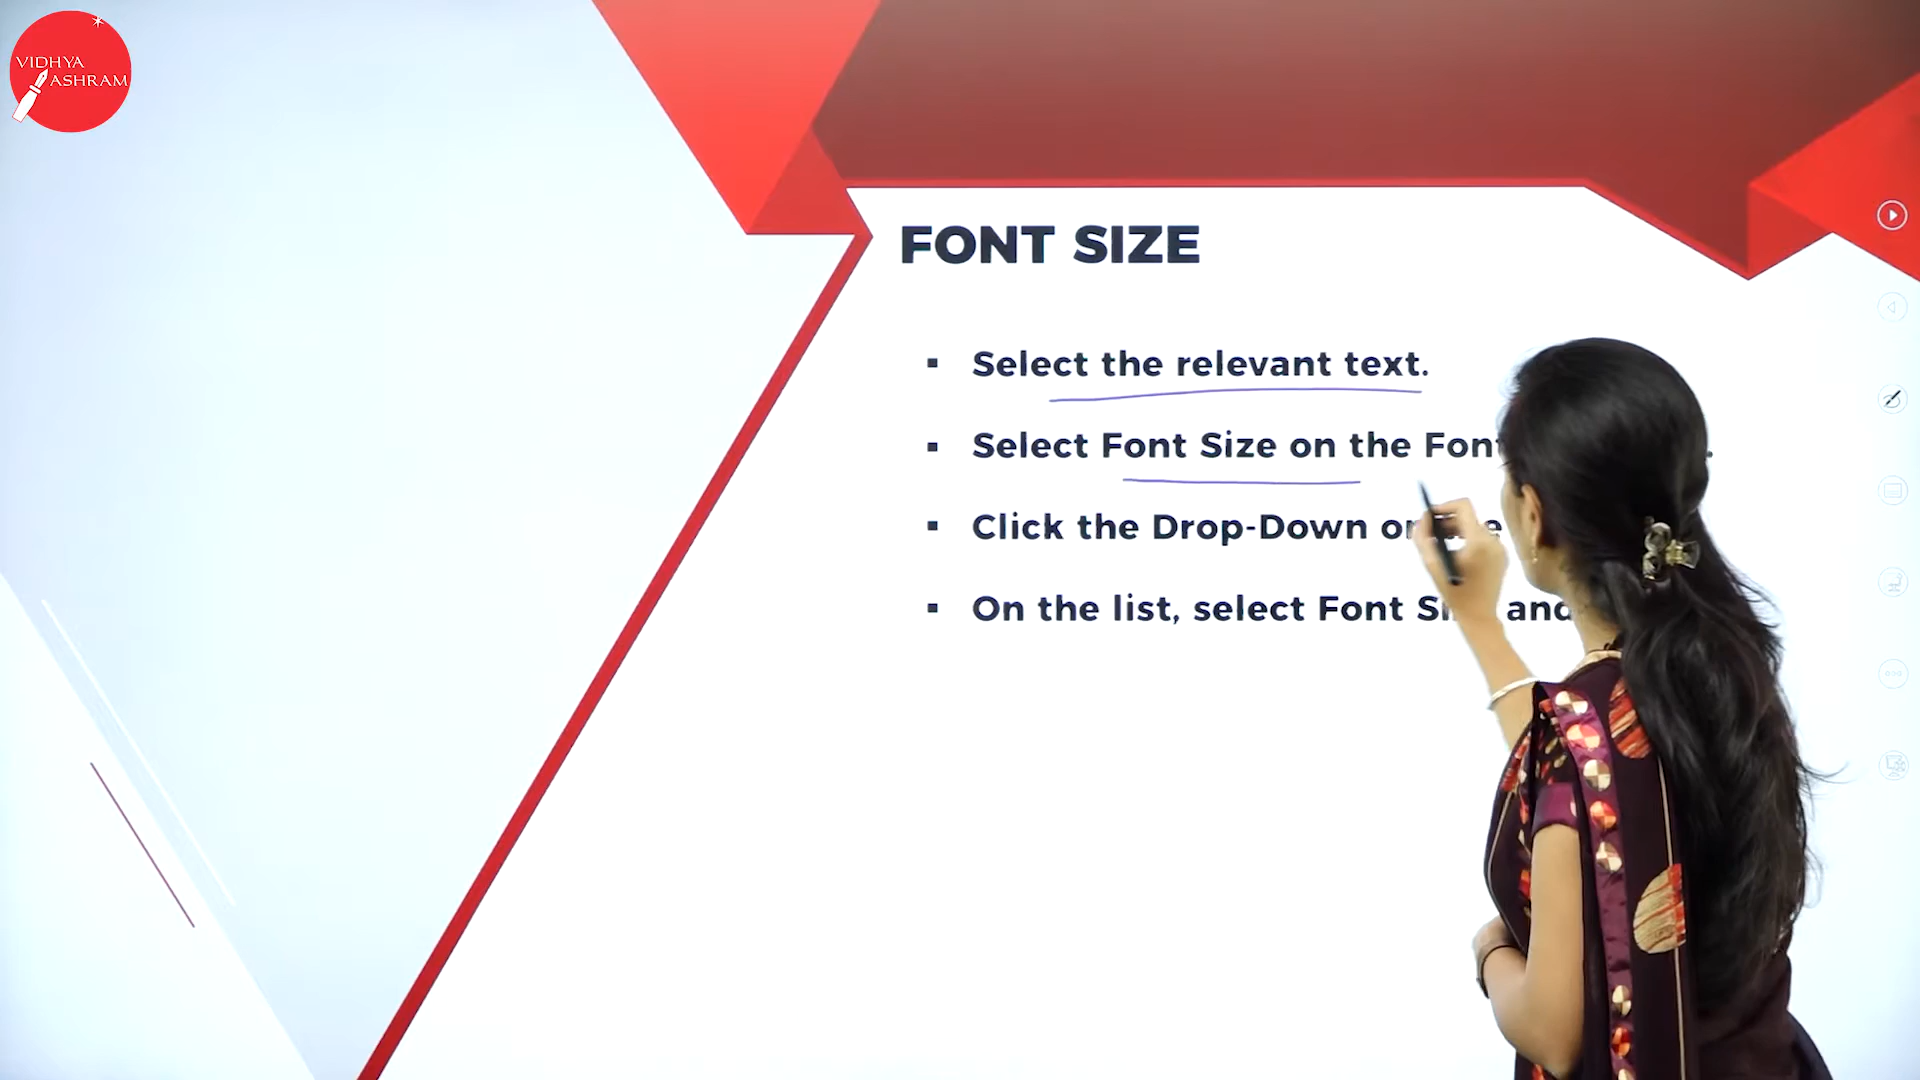 VIDHYA
ASHRAM
FONT SIZE
▪ Select the relevant text.
▪ Select Font Size on the Font
▪ Click the Drop-Down
▪ On the list, select Font and